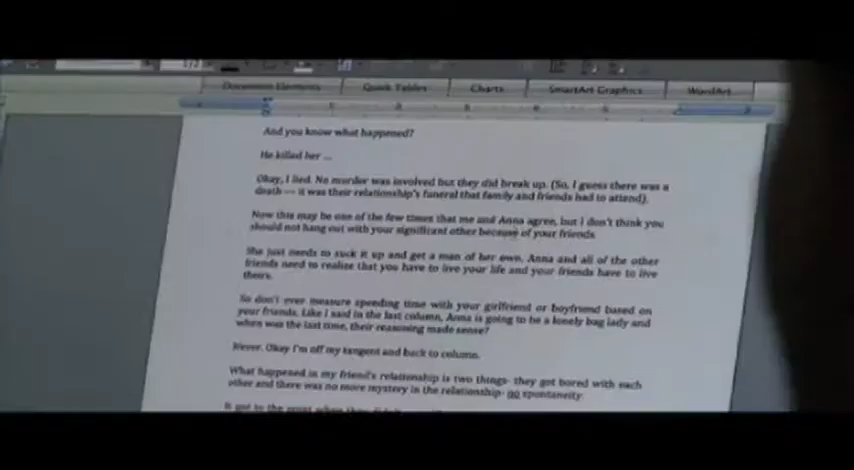 Document Elements Quick Tables Charts SmartArt Graphics WordArt
And you know what happened?
He killed her ...
Okay, I lied. No murder was involved but they did break up. (So, I guess there was a
death — it was their relationship's funeral that family and friends had to attend).
Now this may be one of the few times that me and Anna agree, but I don't think you
should not hang out with your significant other because of your friends.
She just needs to suck it up and get a man of her own. Anna and all of the other
friends need to realize that you have to live your life and your friends have to live
theirs.
So don't ever measure spending time with your girlfriend or boyfriend based on
your friends. Like I said in the last column, Anna is going to be a lonely bag lady and
when was the last time, their reasoning made sense?
Never. Okay I'm off my tangent and back to column.
What happened in my friend's relationship is two things- they got bored with each
other and there was no more mystery in the relationship- no spontaneity.
It got to the point when they